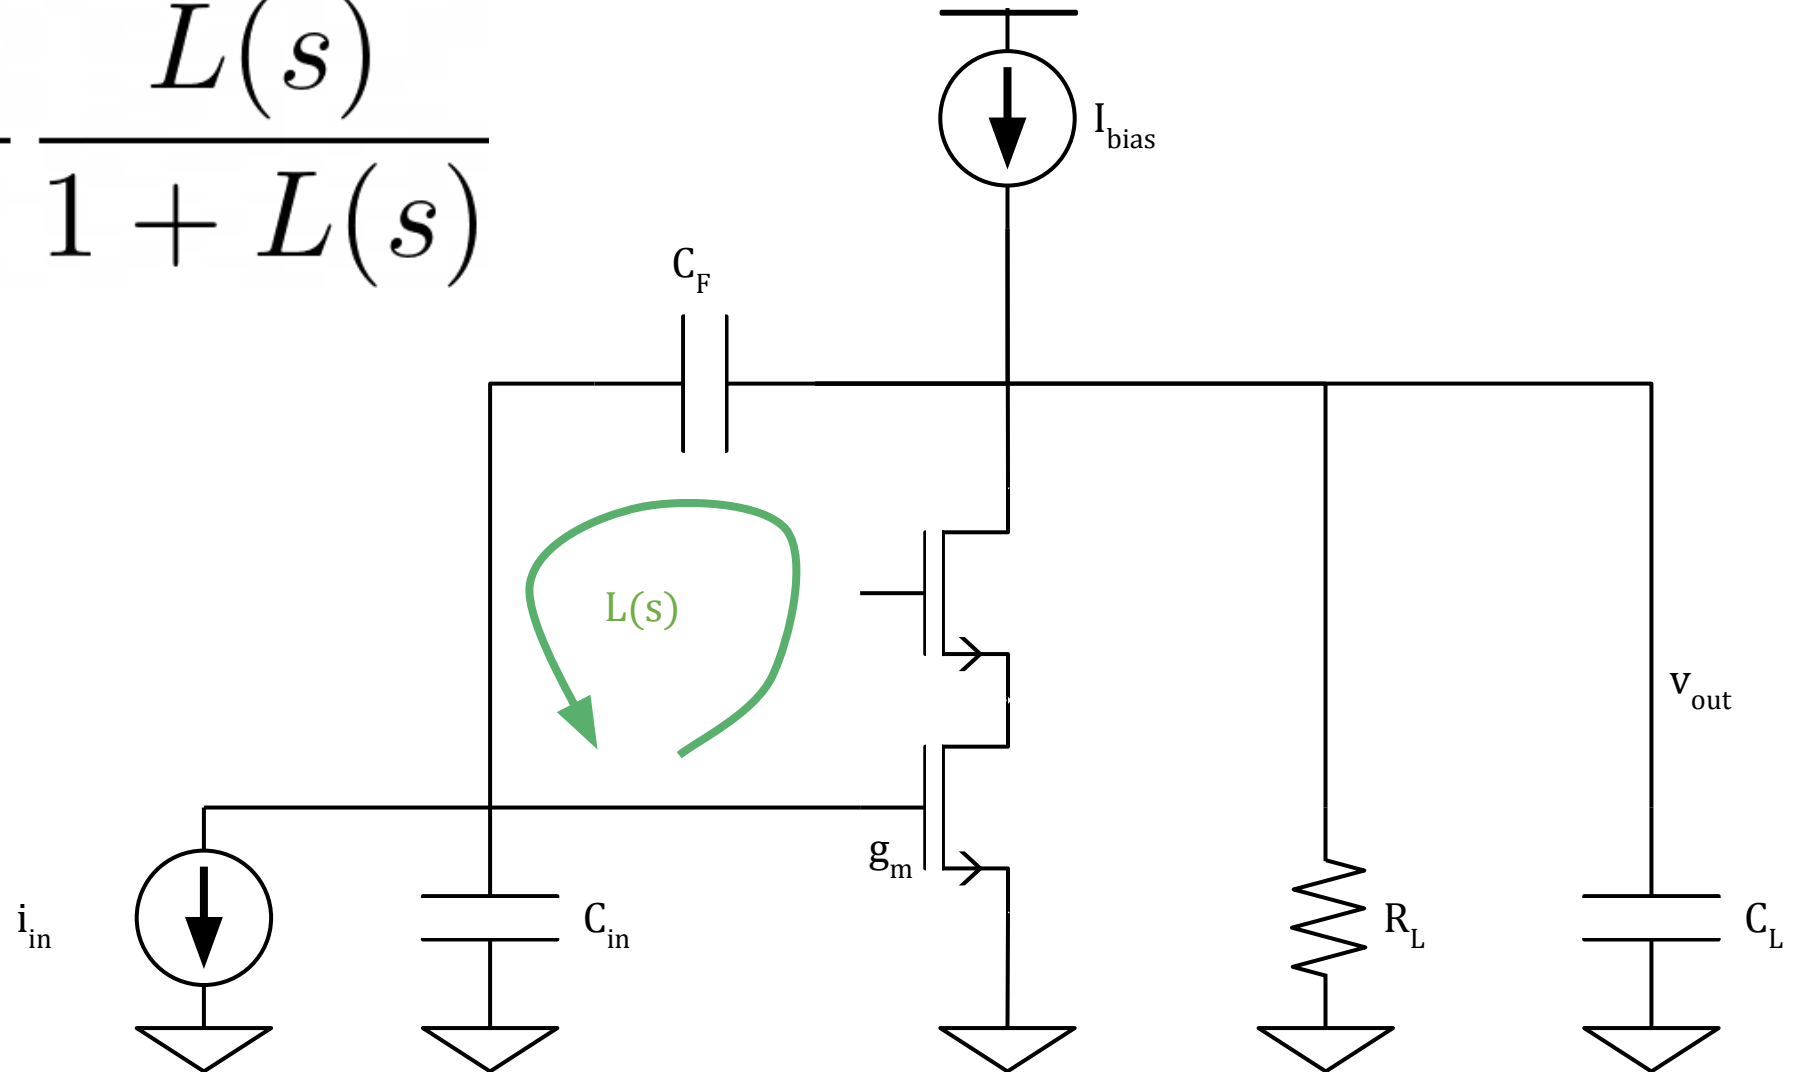 L(s)
1 + L(s)
I_bias
C_F
L(s)
v_out
g_m
i_in
C_in
R_L
C_L